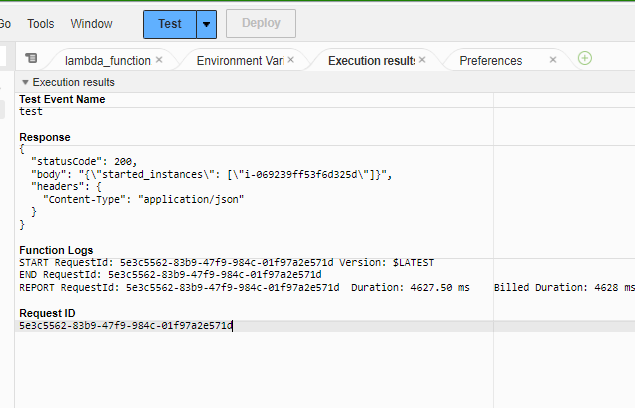 Go Tools Window Test Deploy
lambda_function Environment Vari Execution results Preferences
Execution results
Test Event Name
test
Response
{
  "statusCode": 200,
  "body": "{\"started_instances\": [\"i-069239ff53f6d325d\"]}",
  "headers": {
    "Content-Type": "application/json"
  }
}
Function Logs
START RequestId: 5e3c5562-83b9-47f9-984c-01f97a2e571d Version: $LATEST
END RequestId: 5e3c5562-83b9-47f9-984c-01f97a2e571d
REPORT RequestId: 5e3c5562-83b9-47f9-984c-01f97a2e571d  Duration: 4627.50 ms    Billed Duration: 4628 ms
Request ID
5e3c5562-83b9-47f9-984c-01f97a2e571d